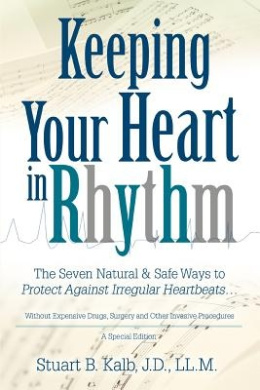 Keeping
Your Heart
in Rhythm
The Seven Natural & Safe Ways to
Protect Against Irregular Heartbeats...
Without Expensive Drugs, Surgery and Other Invasive Procedures
A Special Edition
Stuart B. Kalb, J.D., LL.M.